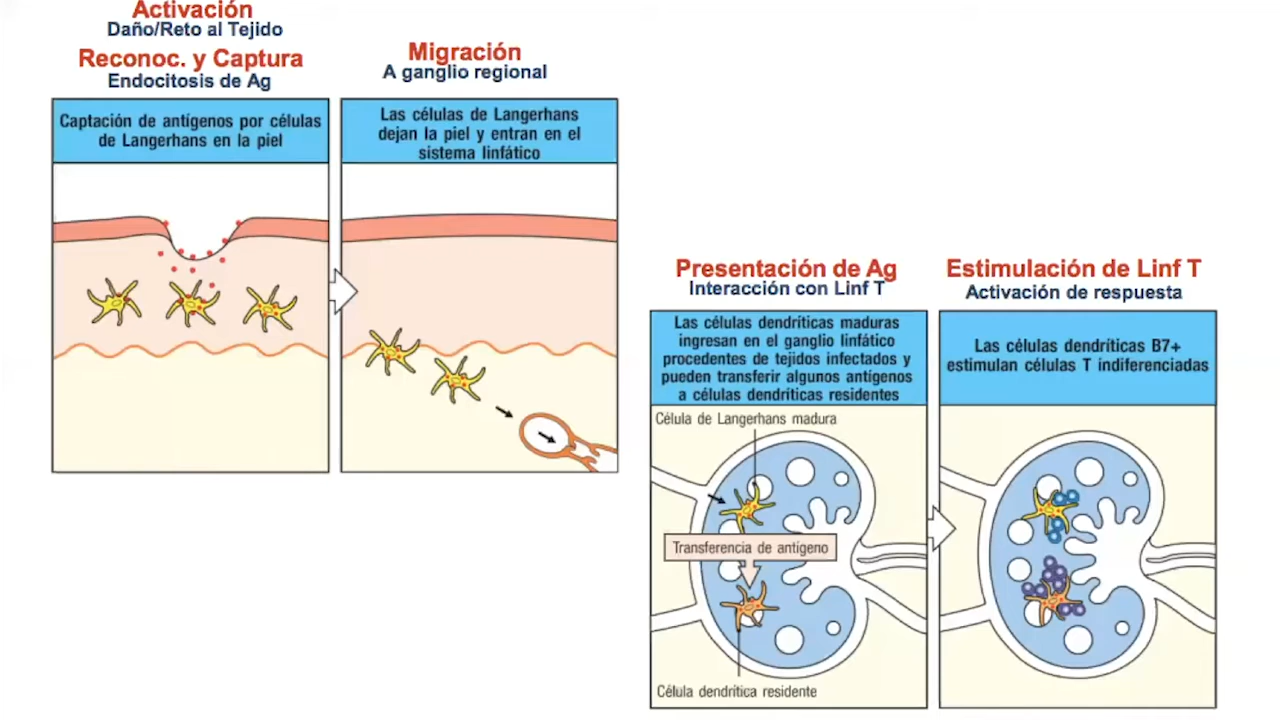 Activación
Daño/Reto al Tejido
Reconoc. y Captura
Endocitosis de Ag
Captación de antígenos por células
de Langerhans en la piel
Migración
A ganglio regional
Las células de Langerhans
dejan la piel y entran en el
sistema linfático
Presentación de Ag
Interacción con Linf T
Las células dendríticas maduras
ingresan en el ganglio linfático
procedentes de tejidos infectados y
pueden transferir algunos antígenos
a células dendríticas residentes
Célula de Langerhans madura
Transferencia de antígeno
Célula dendrítica residente
Estimulación de Linf T
Activación de respuesta
Las células dendríticas B7+
estimulan células T indiferenciadas